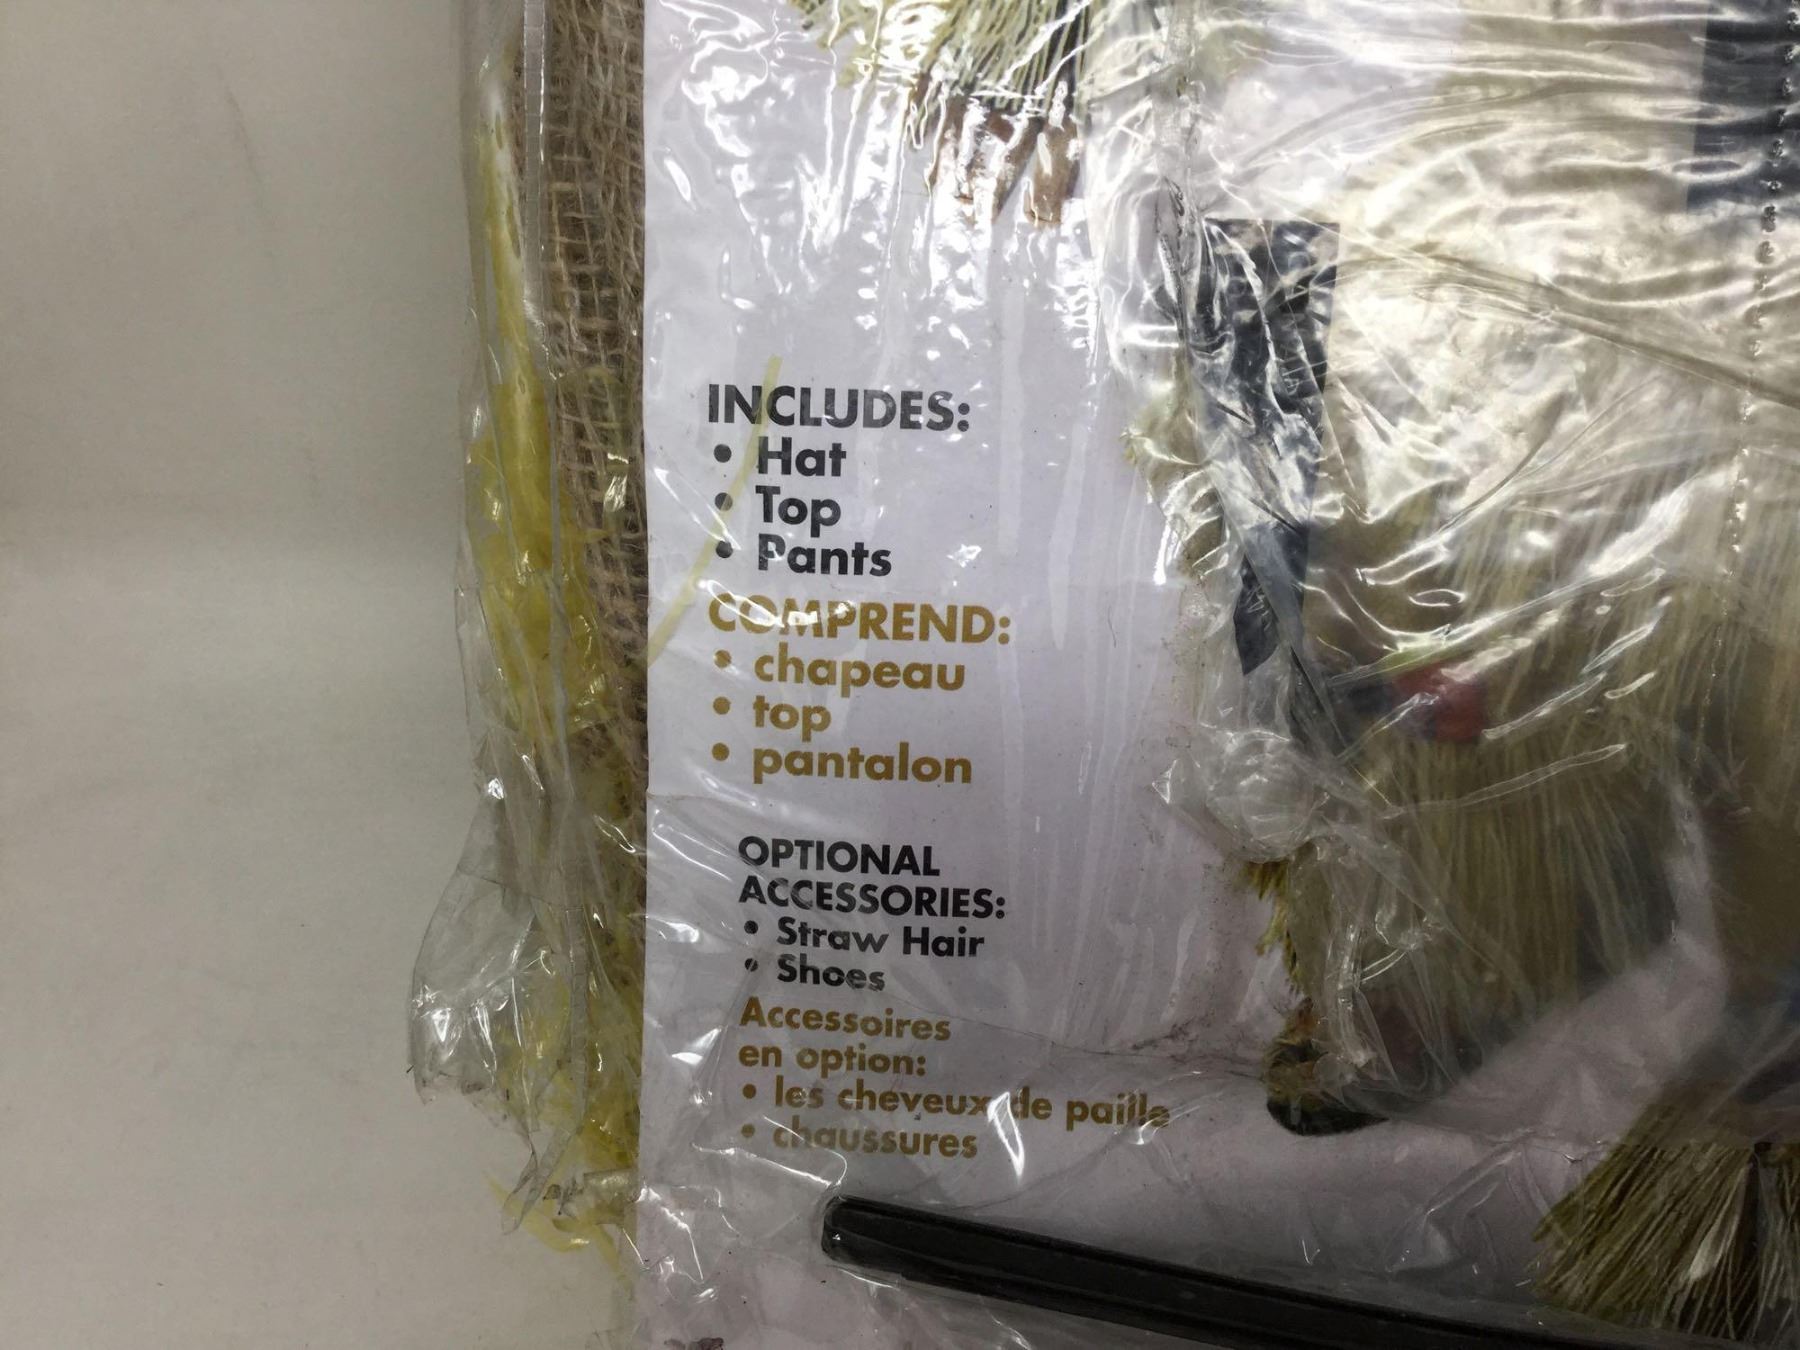 INCLUDES:
• Hat
• Top
• Pants
COMPREND:
• chapeau
• top
• pantalon
OPTIONAL
ACCESSORIES:
• Straw Hair
• Shoes
Accessoires
en option:
• les cheveux de paille
• chaussures